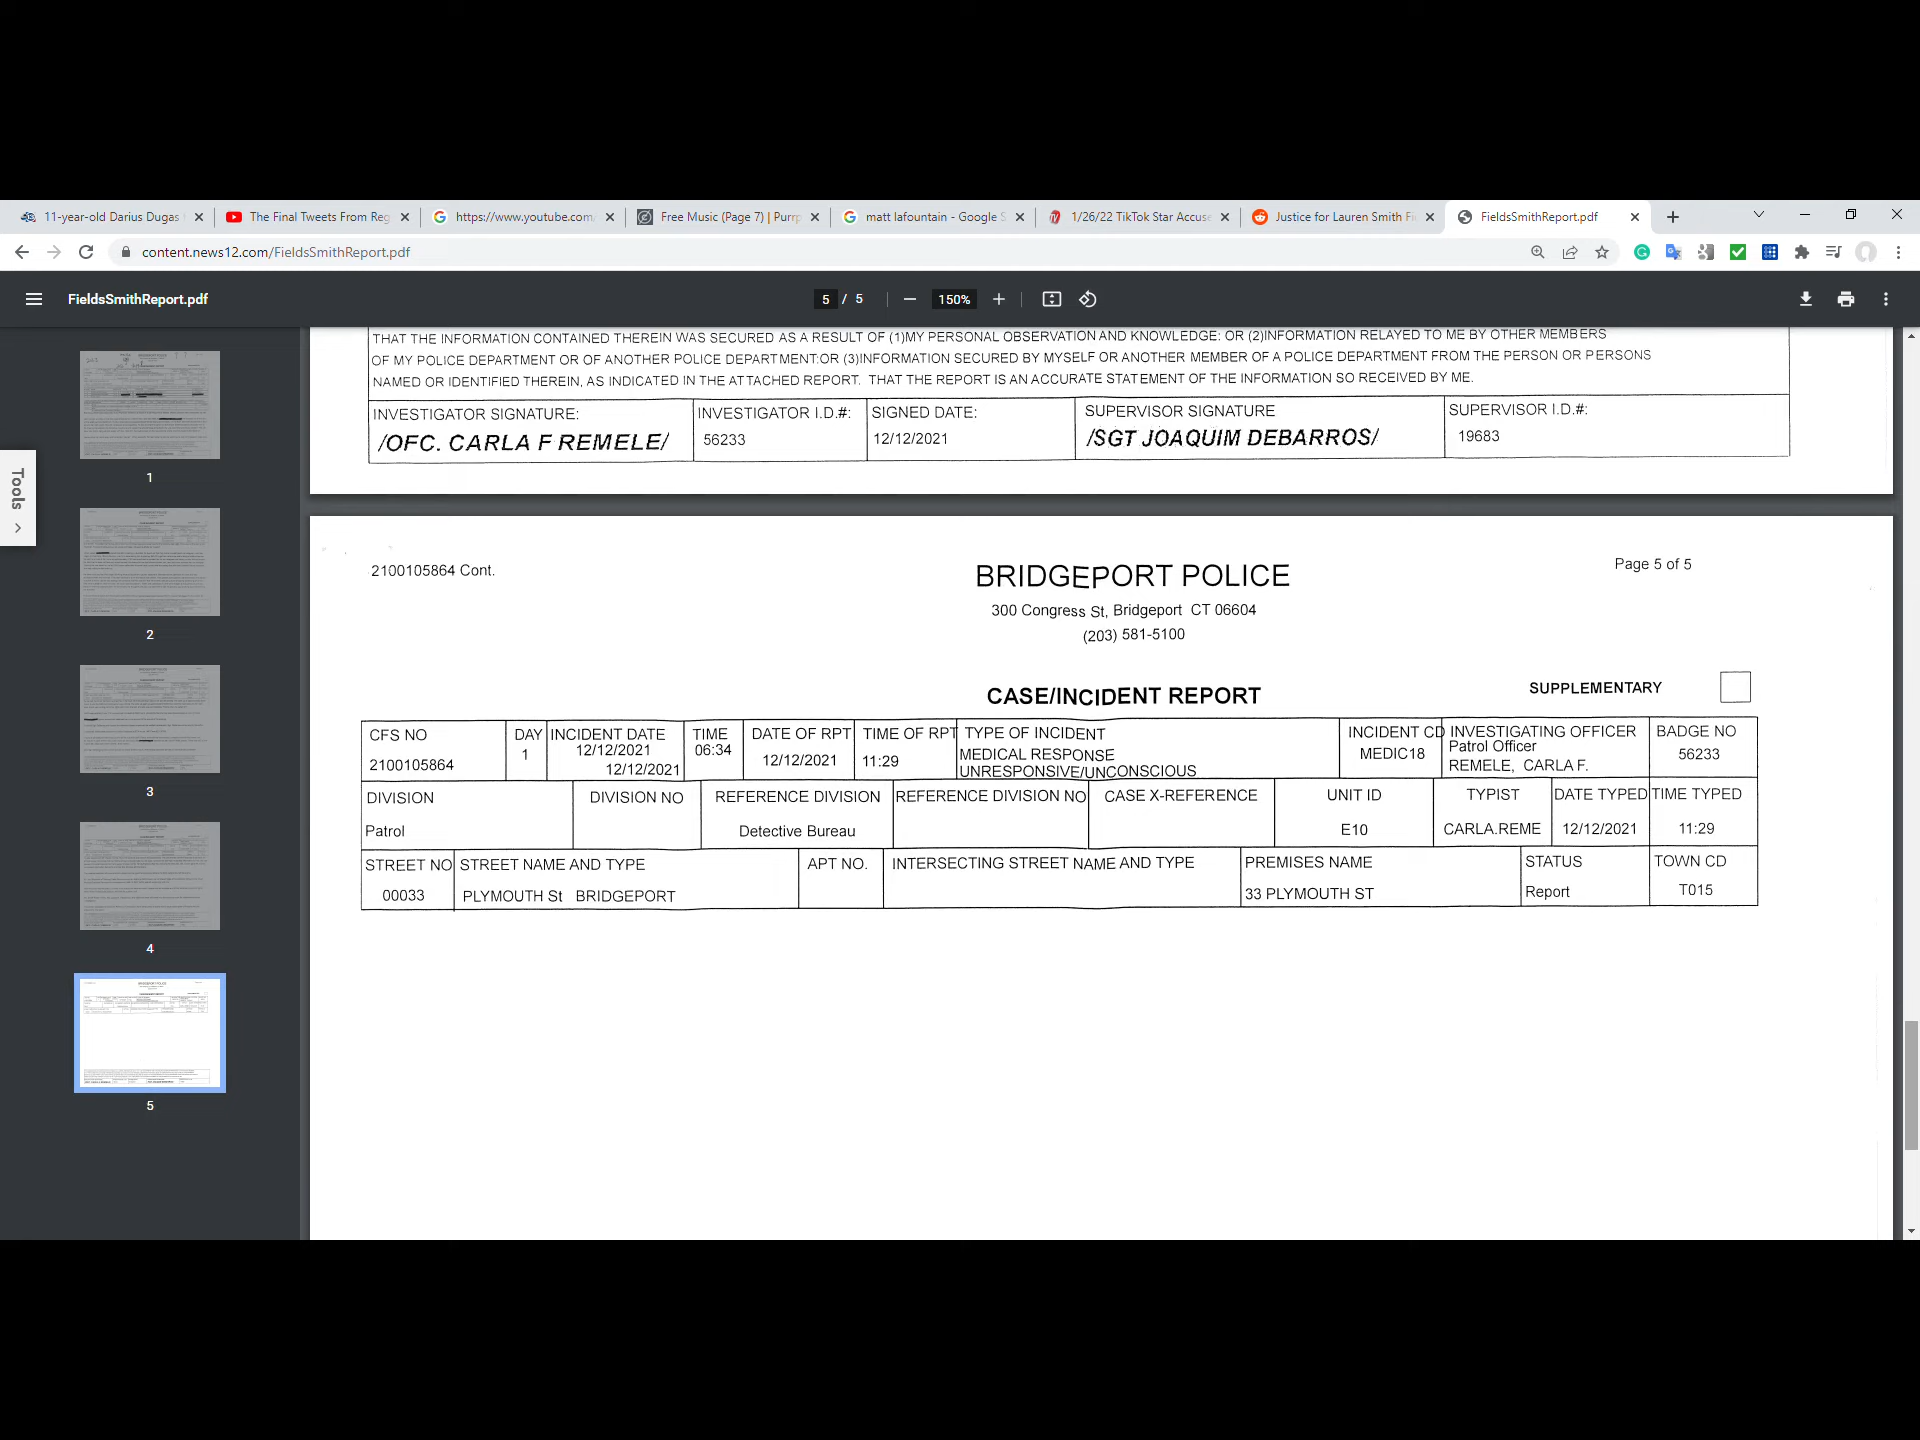 11-year-old Darius Dugas
The Final Tweets From Reg
https://www.youtube.com/
Free Music (Page 7) | Purrp
matt lafountain - Google S
1/26/22 TikTok Star Accuse
Justice for Lauren Smith Fi
FieldsSmithReport.pdf
content.news12.com/FieldsSmithReport.pdf
FieldsSmithReport.pdf
5 / 5
150%
Tools
1
2
3
4
5
THAT THE INFORMATION CONTAINED THEREIN WAS SECURED AS A RESULT OF (1)MY PERSONAL OBSERVATION AND KNOWLEDGE: OR (2)INFORMATION RELAYED TO ME BY OTHER MEMBERS
OF MY POLICE DEPARTMENT OR OF ANOTHER POLICE DEPARTMENT:OR (3)INFORMATION SECURED BY MYSELF OR ANOTHER MEMBER OF A POLICE DEPARTMENT FROM THE PERSON OR PERSONS
NAMED OR IDENTIFIED THEREIN, AS INDICATED IN THE ATTACHED REPORT. THAT THE REPORT IS AN ACCURATE STATEMENT OF THE INFORMATION SO RECEIVED BY ME.
INVESTIGATOR SIGNATURE: INVESTIGATOR I.D.#: SIGNED DATE: SUPERVISOR SIGNATURE SUPERVISOR I.D.#:
/OFC. CARLA F REMELE/ 56233 12/12/2021 /SGT JOAQUIM DEBARROS/ 19683
2100105864 Cont.
BRIDGEPORT POLICE
Page 5 of 5
300 Congress St, Bridgeport CT 06604
(203) 581-5100
CASE/INCIDENT REPORT
SUPPLEMENTARY
CFS NO DAY INCIDENT DATE TIME DATE OF RPT TIME OF RPT TYPE OF INCIDENT INCIDENT CD INVESTIGATING OFFICER BADGE NO
2100105864 1 12/12/2021 06:34 12/12/2021 11:29 MEDICAL RESPONSE MEDIC18 Patrol Officer 56233
12/12/2021 UNRESPONSIVE/UNCONSCIOUS REMELE, CARLA F.
DIVISION DIVISION NO REFERENCE DIVISION REFERENCE DIVISION NO CASE X-REFERENCE UNIT ID TYPIST DATE TYPED TIME TYPED
Patrol Detective Bureau E10 CARLA.REME 12/12/2021 11:29
STREET NO STREET NAME AND TYPE APT NO. INTERSECTING STREET NAME AND TYPE PREMISES NAME STATUS TOWN CD
00033 PLYMOUTH St BRIDGEPORT 33 PLYMOUTH ST Report T015